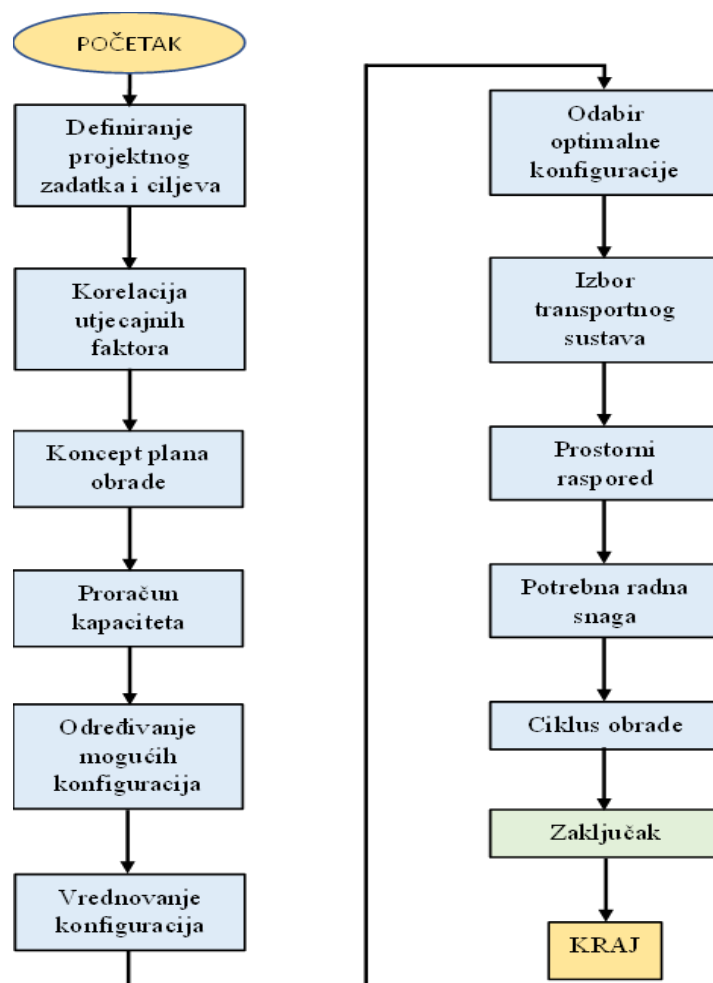 POČETAK
Definiranje
projektnog
zadatka i ciljeva
Korelacija
utjecajnih
faktora
Koncept plana
obrade
Proračun
kapaciteta
Određivanje
mogućih
konfiguracija
Vrednovanje
konfiguracija
Odabir
optimalne
konfiguracije
Izbor
transportnog
sustava
Prostorni
raspored
Potrebna radna
snaga
Ciklus obrade
Zaključak
KRAJ